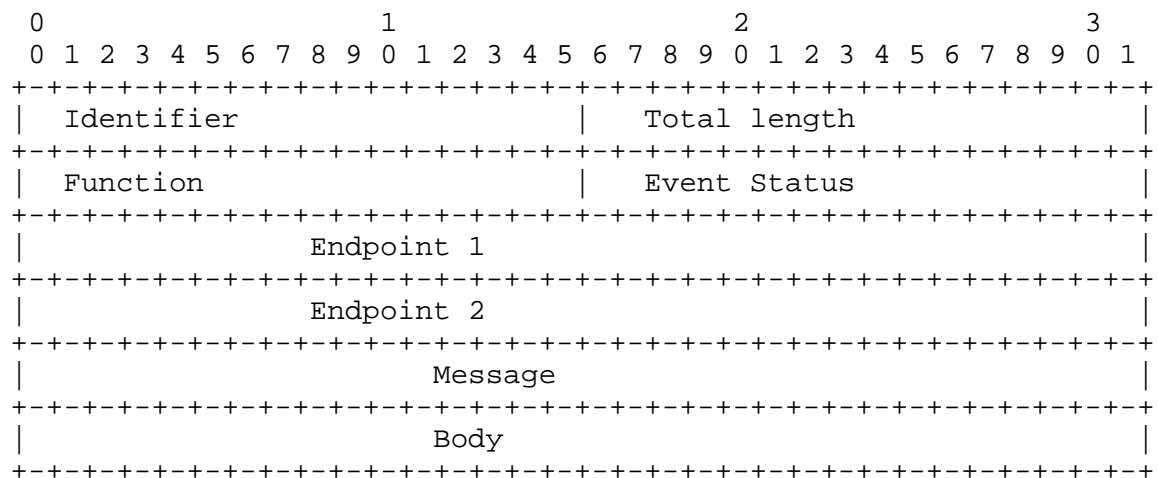 0                   1                   2                   3
 0 1 2 3 4 5 6 7 8 9 0 1 2 3 4 5 6 7 8 9 0 1 2 3 4 5 6 7 8 9 0 1
+-+-+-+-+-+-+-+-+-+-+-+-+-+-+-+-+-+-+-+-+-+-+-+-+-+-+-+-+-+-+-+-+
|  Identifier                   |   Total length                |
+-+-+-+-+-+-+-+-+-+-+-+-+-+-+-+-+-+-+-+-+-+-+-+-+-+-+-+-+-+-+-+-+
|  Function                     |   Event Status                |
+-+-+-+-+-+-+-+-+-+-+-+-+-+-+-+-+-+-+-+-+-+-+-+-+-+-+-+-+-+-+-+-+
|                Endpoint 1                                     |
+-+-+-+-+-+-+-+-+-+-+-+-+-+-+-+-+-+-+-+-+-+-+-+-+-+-+-+-+-+-+-+-+
|                Endpoint 2                                     |
+-+-+-+-+-+-+-+-+-+-+-+-+-+-+-+-+-+-+-+-+-+-+-+-+-+-+-+-+-+-+-+-+
|                       Message                                 |
+-+-+-+-+-+-+-+-+-+-+-+-+-+-+-+-+-+-+-+-+-+-+-+-+-+-+-+-+-+-+-+-+
|                       Body                                    |
+-+-+-+-+-+-+-+-+-+-+-+-+-+-+-+-+-+-+-+-+-+-+-+-+-+-+-+-+-+-+-+-+